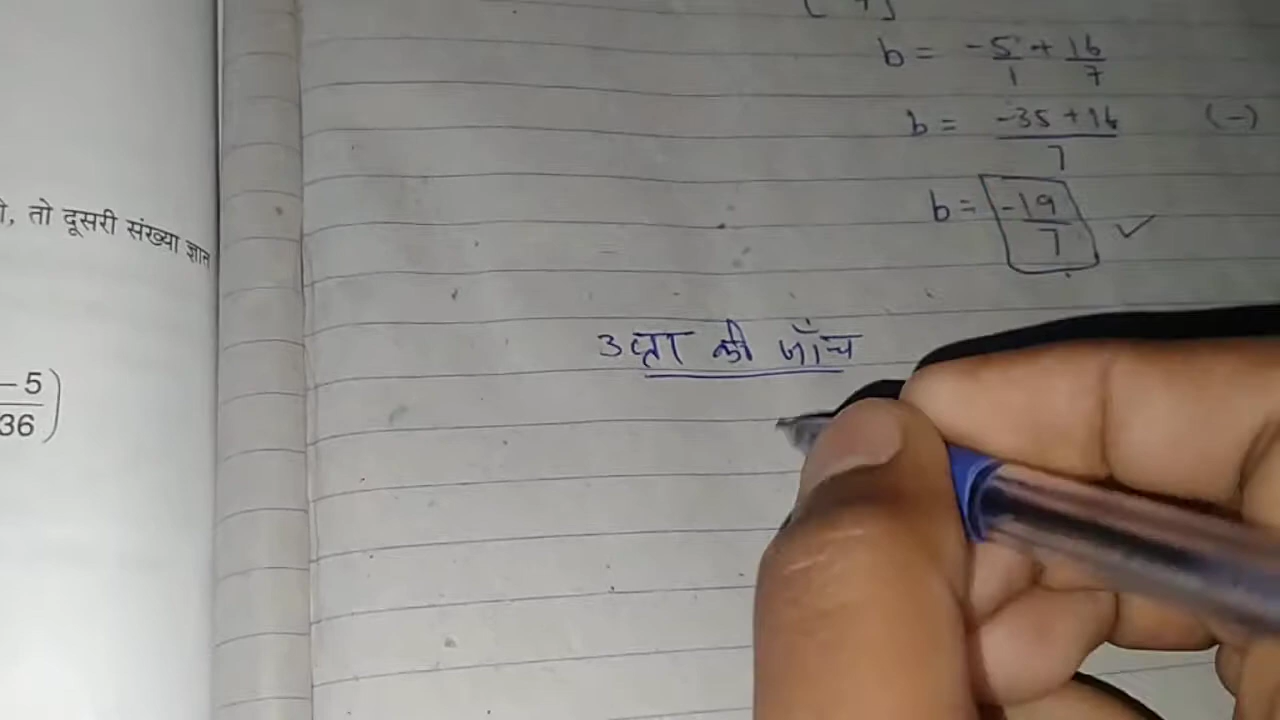 b = -5/1 + 16/7
b = -35 + 16/7 (-)
b = -19/7 ✓
, तो दूसरी संख्या ज्ञात
उत्तर की जाँच
-5/36)